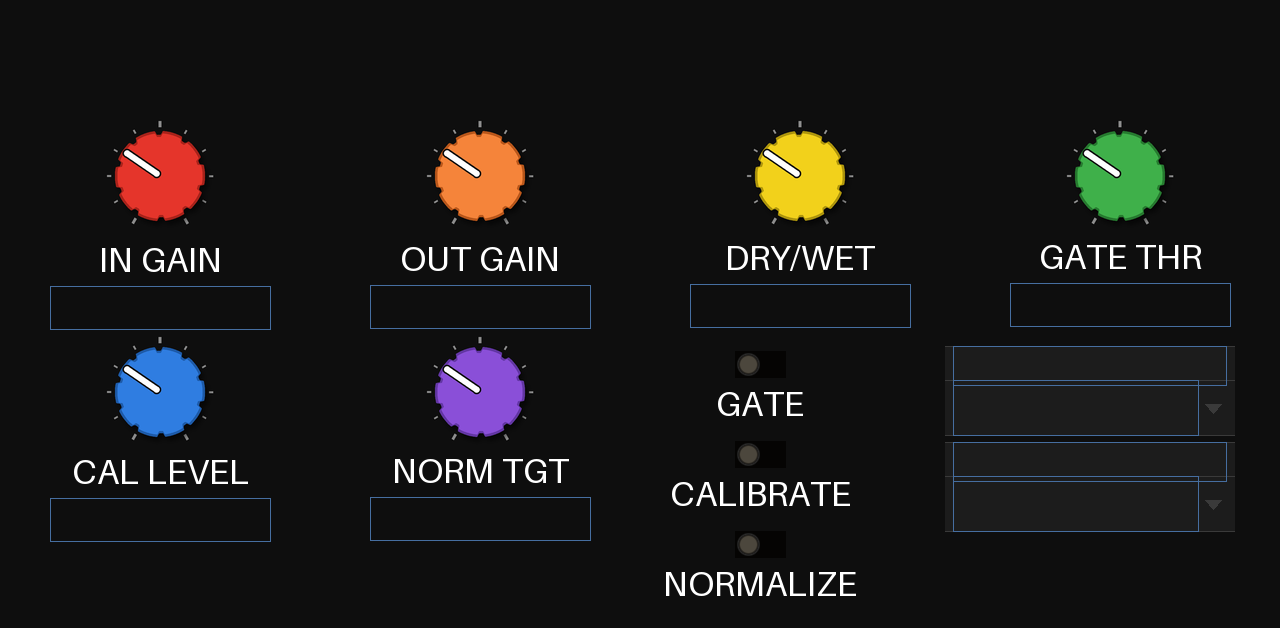 IN GAIN
OUT GAIN
DRY/WET
GATE THR
CAL LEVEL
NORM TGT
GATE
CALIBRATE
NORMALIZE